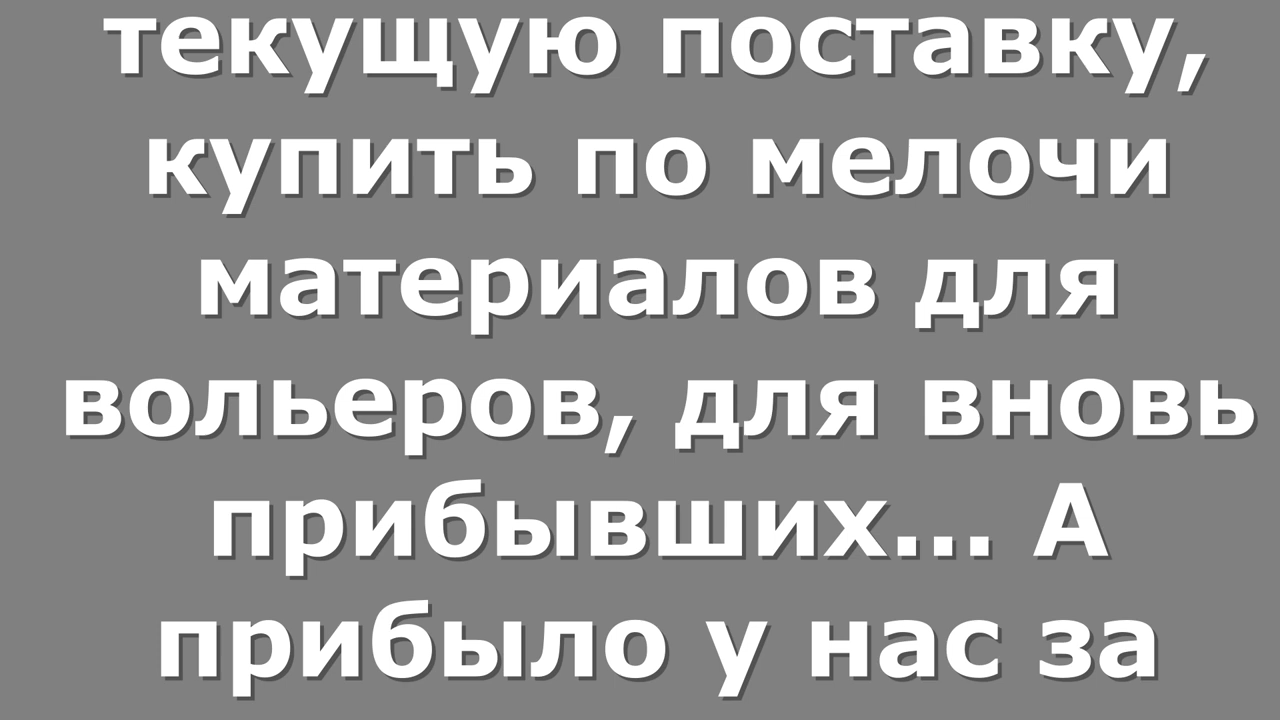 текущую поставку,
купить по мелочи
материалов для
вольеров, для вновь
прибывших... А
прибыло у нас за